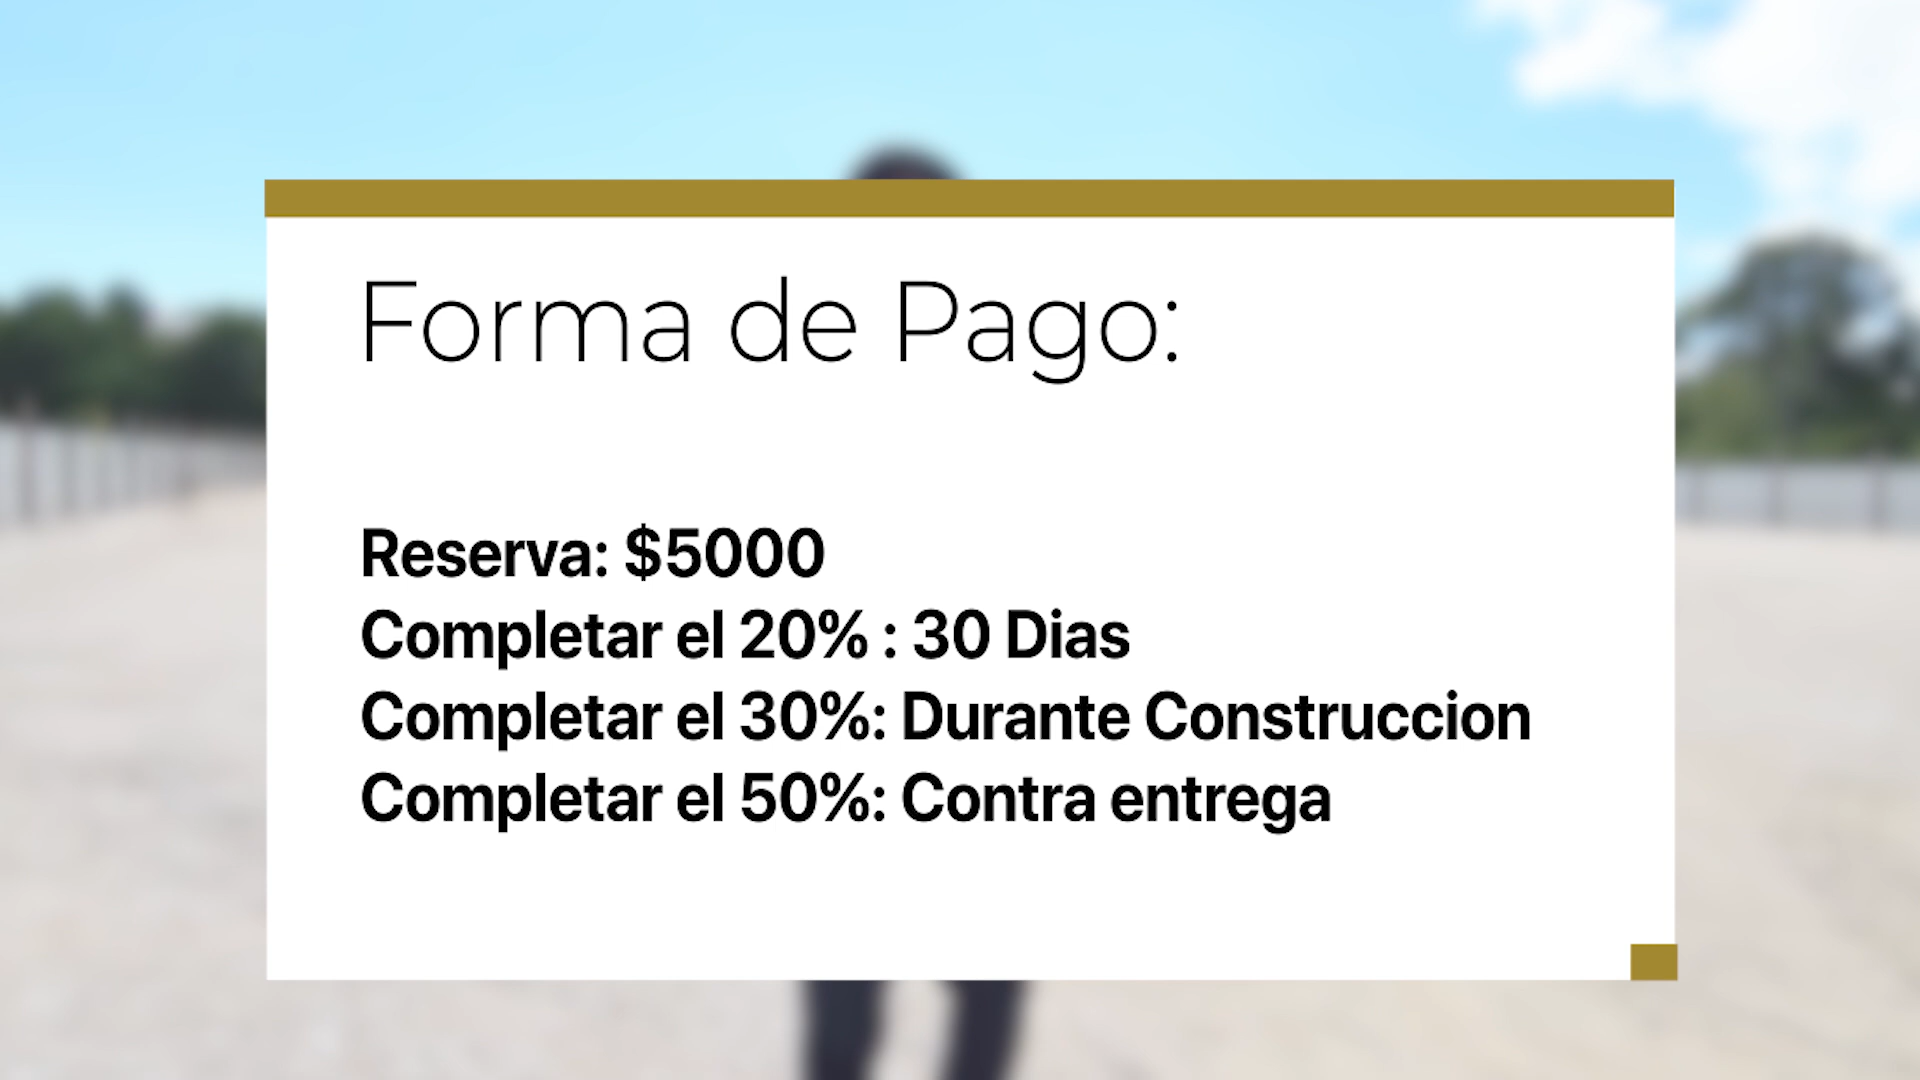 Forma de Pago:
Reserva: $5000
Completar el 20% : 30 Dias
Completar el 30%: Durante Construccion
Completar el 50%: Contra entrega